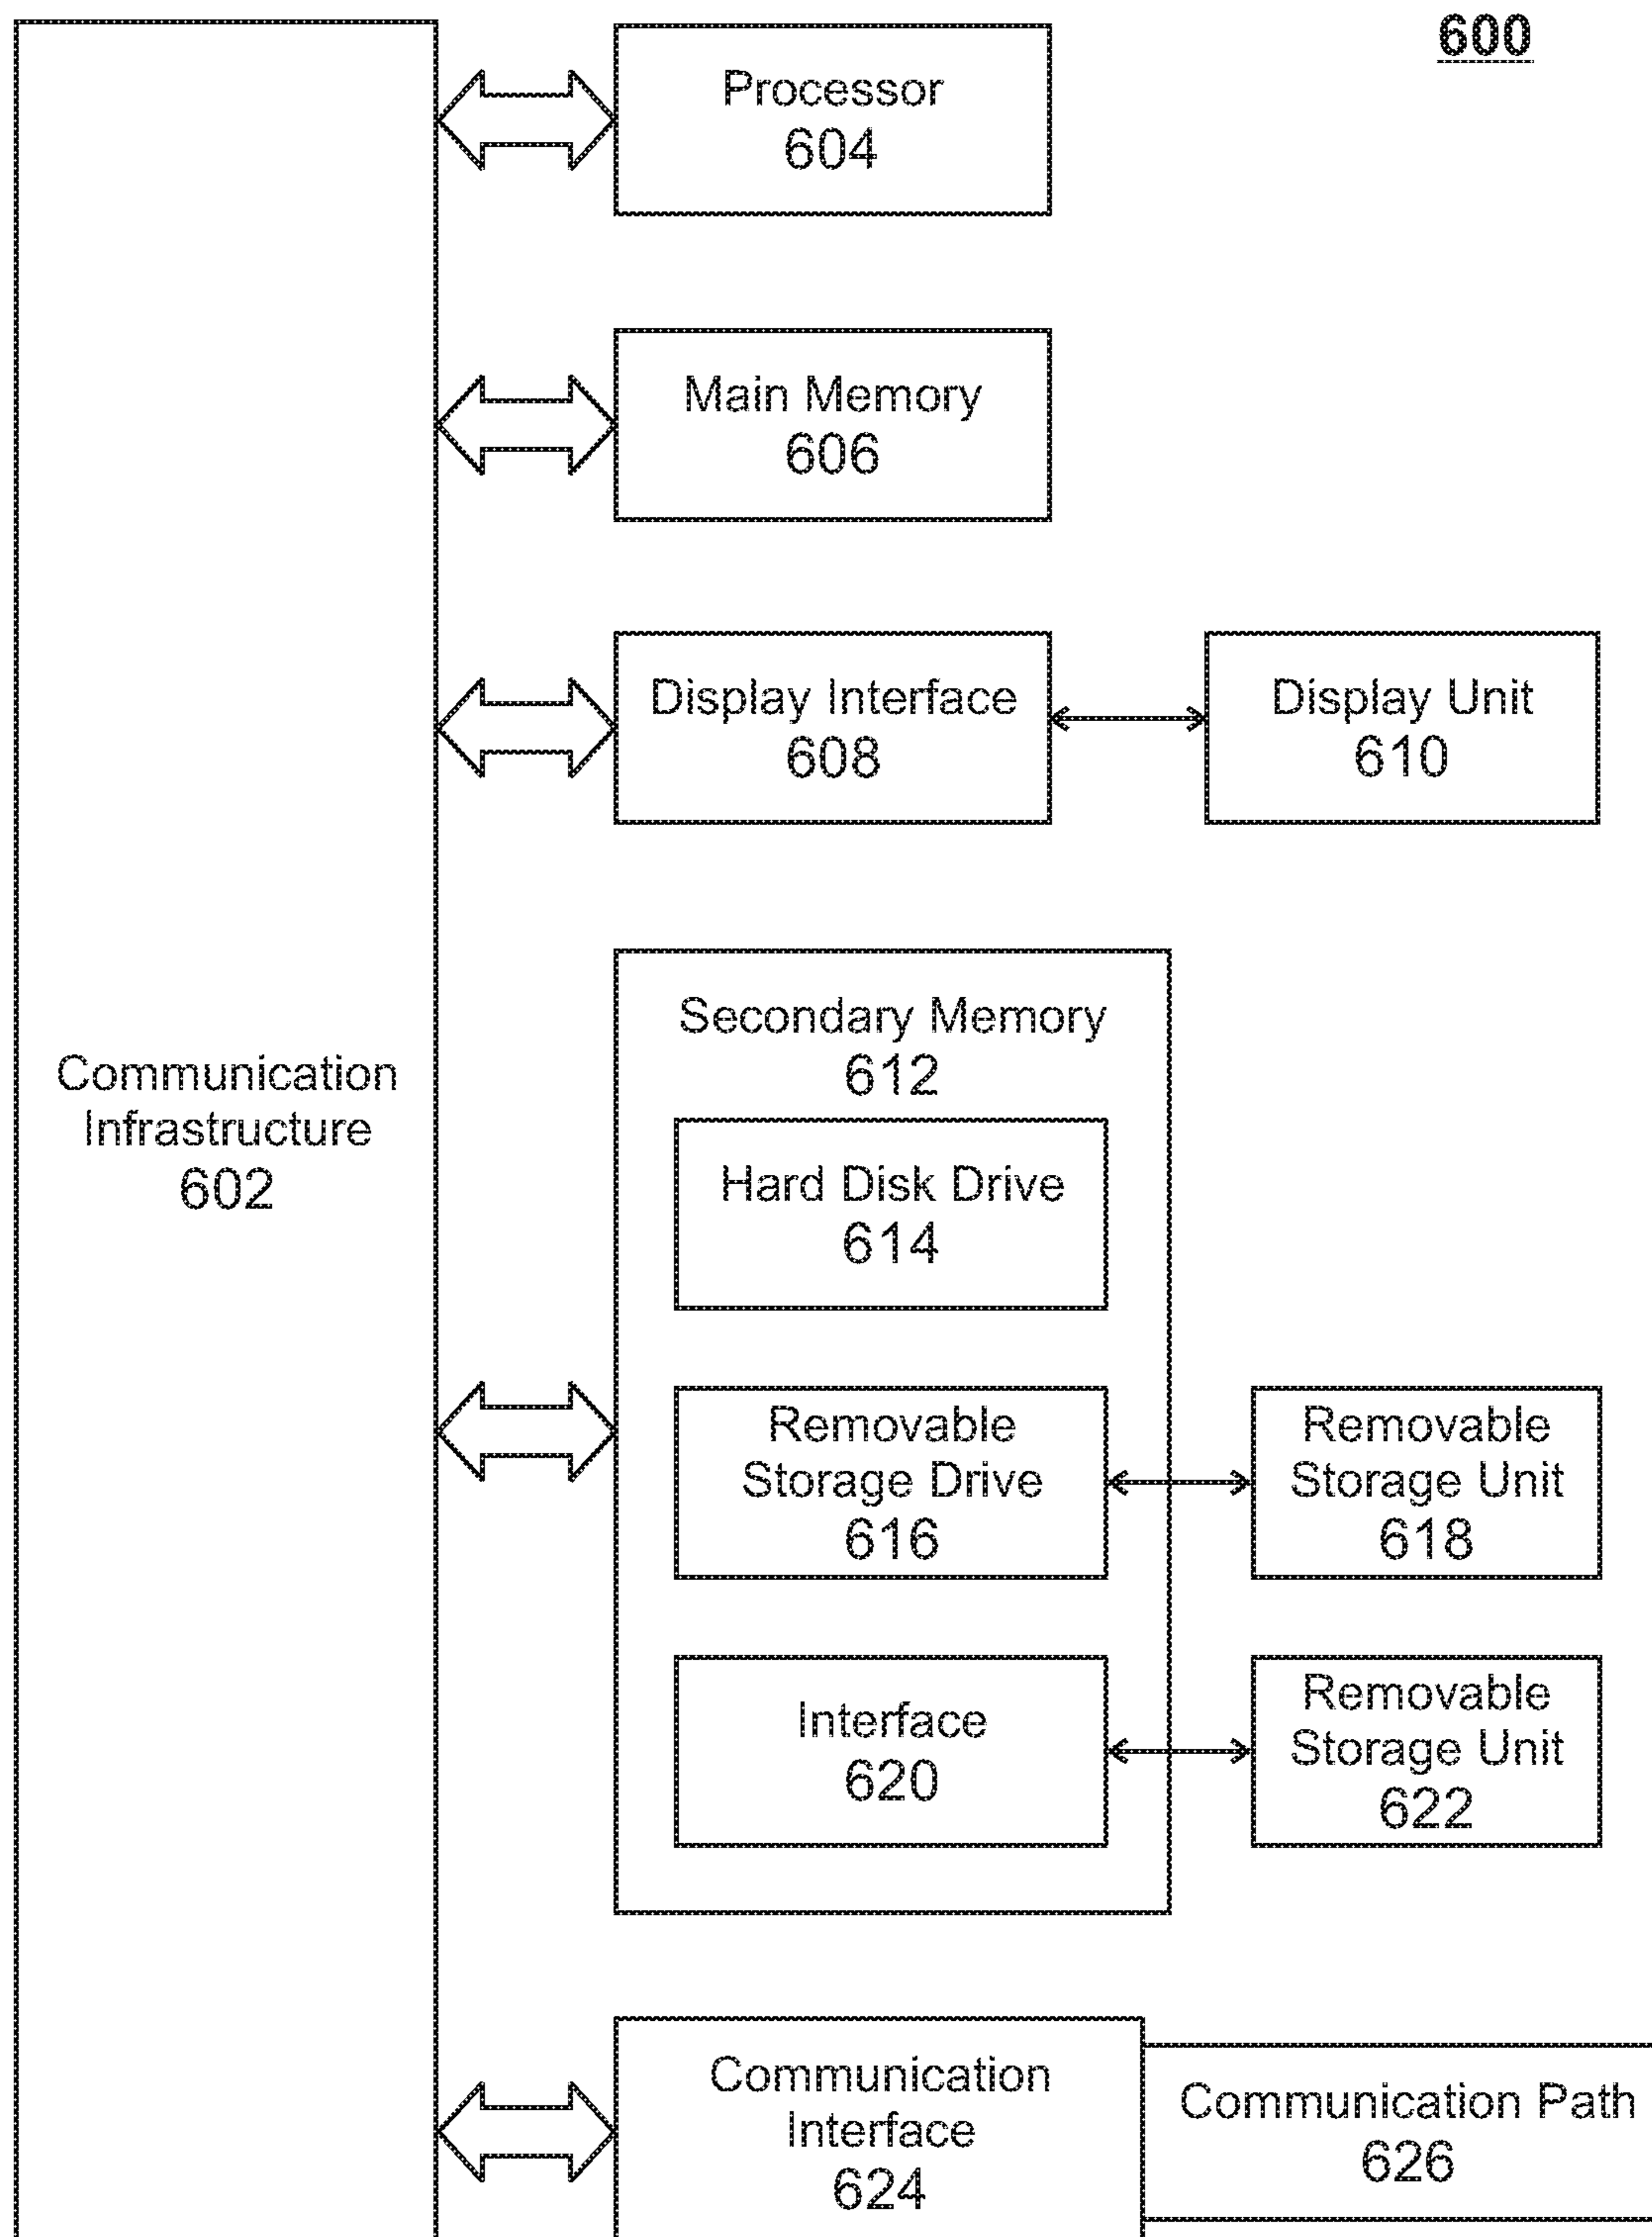 600
Processor
604
Main Memory
606
Display Interface
608
Display Unit
610
Communication
Infrastructure
602
Secondary Memory
612
Hard Disk Drive
614
Removable
Storage Drive
616
Removable
Storage Unit
618
Interface
620
Removable
Storage Unit
622
Communication
Interface
624
Communication Path
626